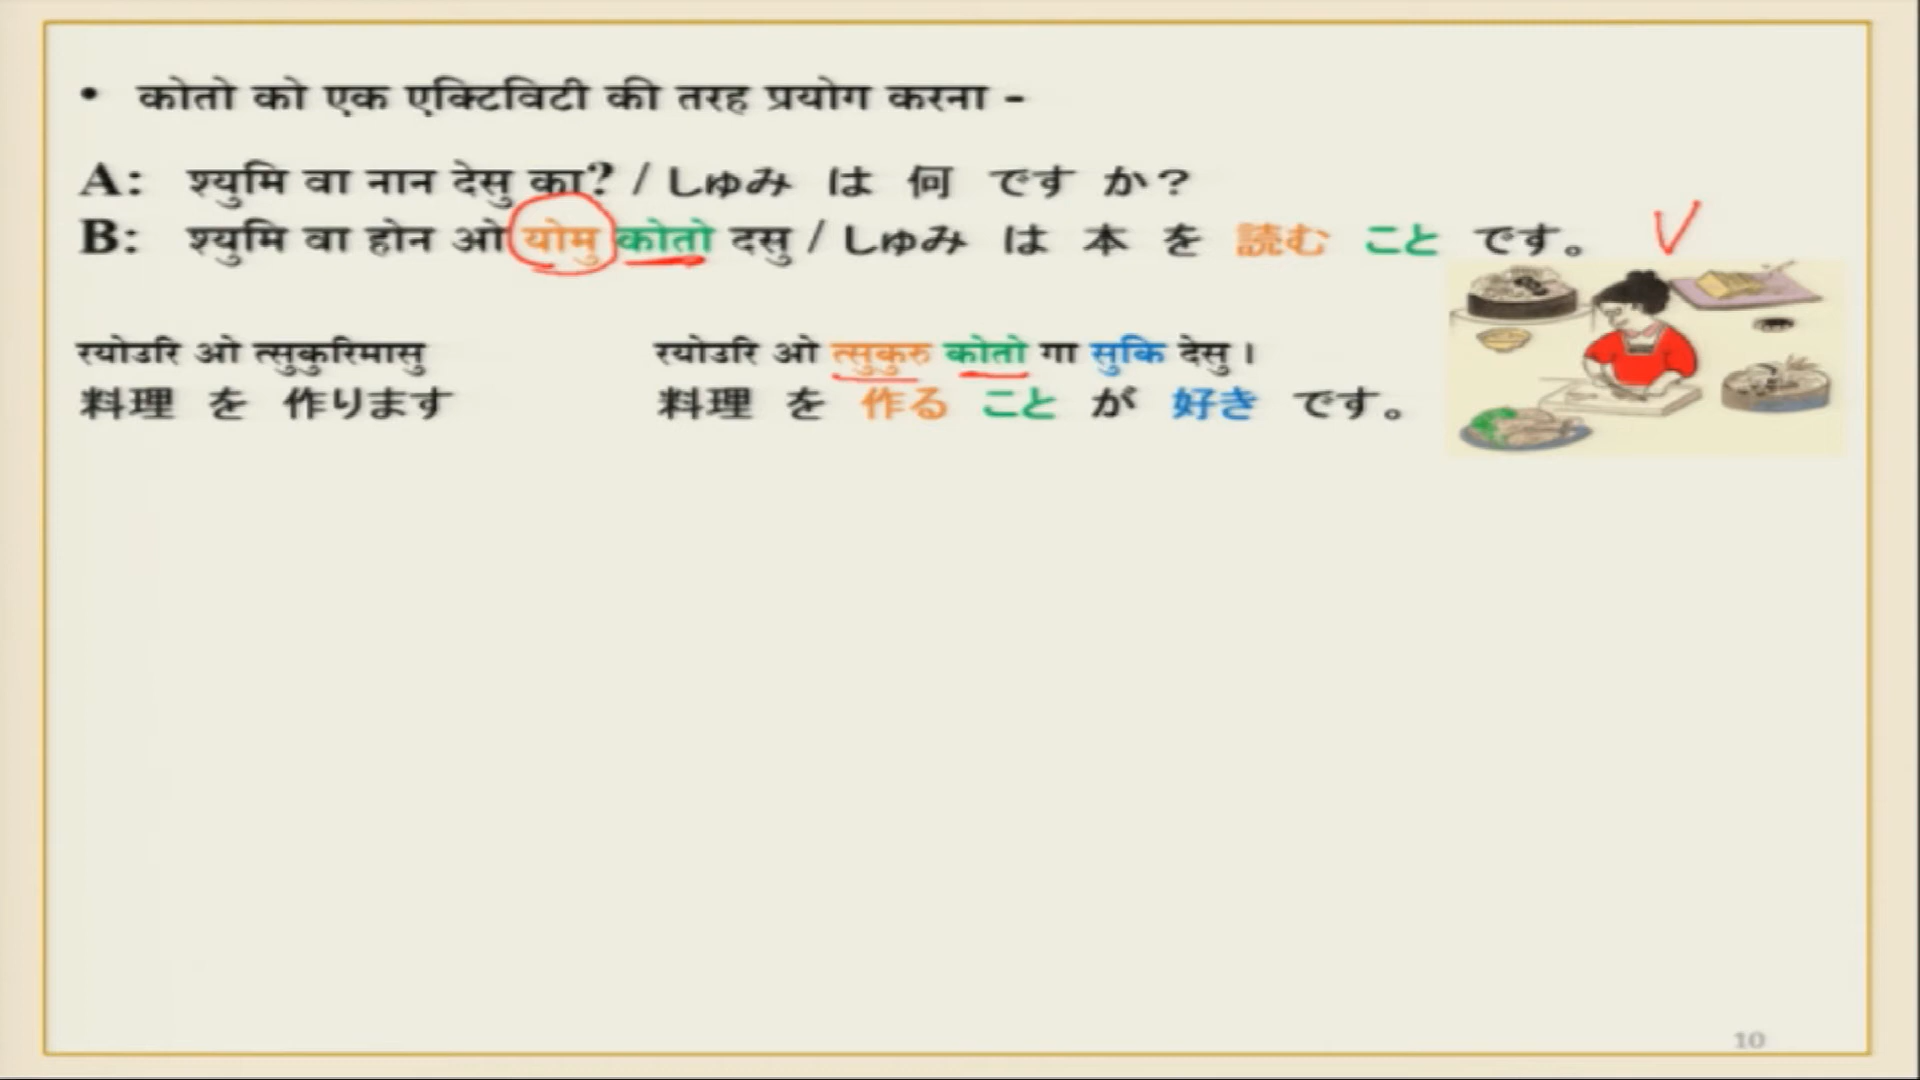 • कोतो को एक एक्टिविटी की तरह प्रयोग करना -
A: श्युमि वा नान देसु का? / しゅみ は 何 です か?
B: श्युमि वा होन ओ योमु कोतो दसु / しゅみ は 本 を 読む こと です。
रयोउरि ओ त्सुकुरिमासु
料理 を 作ります
रयोउरि ओ त्सुकुरु कोतो गा सुकि देसु ।
料理 を 作る こと が 好き です。
10